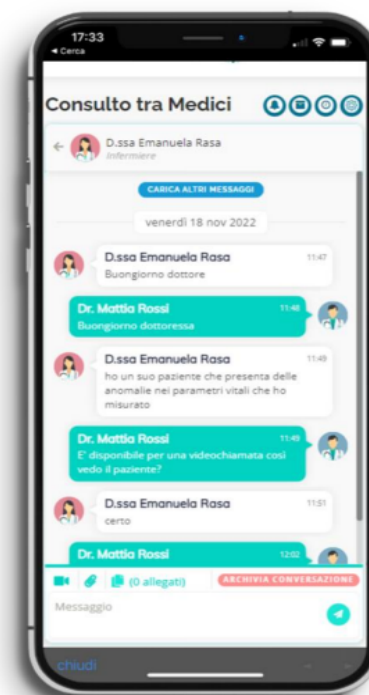 17:33
◀ Cerca
Consulto tra Medici
D.ssa Emanuela Rasa
Infermiere
CARICA ALTRI MESSAGGI
venerdì 18 nov 2022
D.ssa Emanuela Rasa 11:47
Buongiorno dottore
Dr. Mattia Rossi 11:48
Buongiorno dottoressa
D.ssa Emanuela Rasa 11:49
ho un suo paziente che presenta delle
anomalie nei parametri vitali che ho
misurato
Dr. Mattia Rossi 11:49
E' disponibile per una videochiamata così
vedo il paziente?
D.ssa Emanuela Rasa 11:51
certo
Dr. Mattia Rossi 12:02
(0 allegati) ARCHIVIA CONVERSAZIONE
Messaggio
chiudi